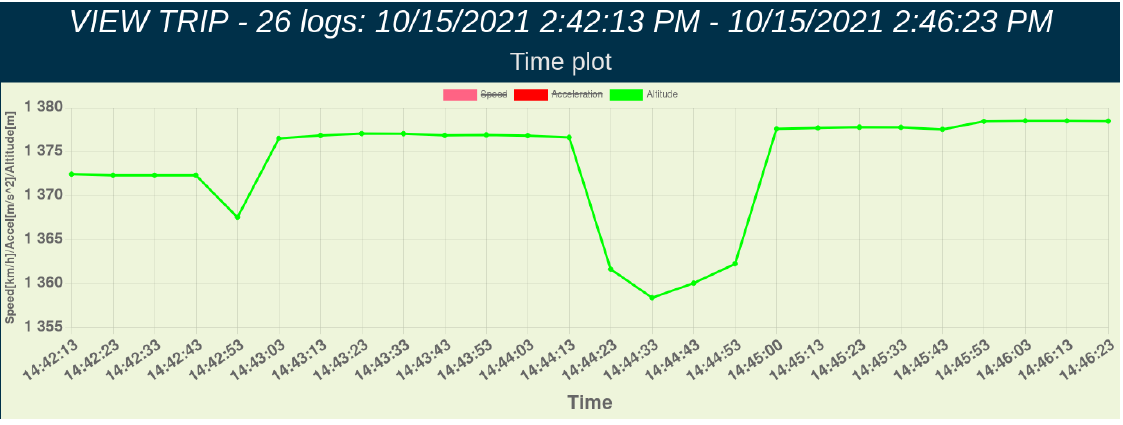 VIEW TRIP - 26 logs: 10/15/2021 2:42:13 PM - 10/15/2021 2:46:23 PM
Time plot
Speed Acceleration Altitude
Speed[km/h]/Accel[m/s^2]/Altitude[m]
1 380
1 375
1 370
1 365
1 360
1 355
14:42:13 14:42:23 14:42:33 14:42:43 14:42:53 14:43:03 14:43:13 14:43:23 14:43:33 14:43:43 14:43:53 14:44:03 14:44:13 14:44:23 14:44:33 14:44:43 14:44:53 14:45:00 14:45:13 14:45:23 14:45:33 14:45:43 14:45:53 14:46:03 14:46:13 14:46:23
Time